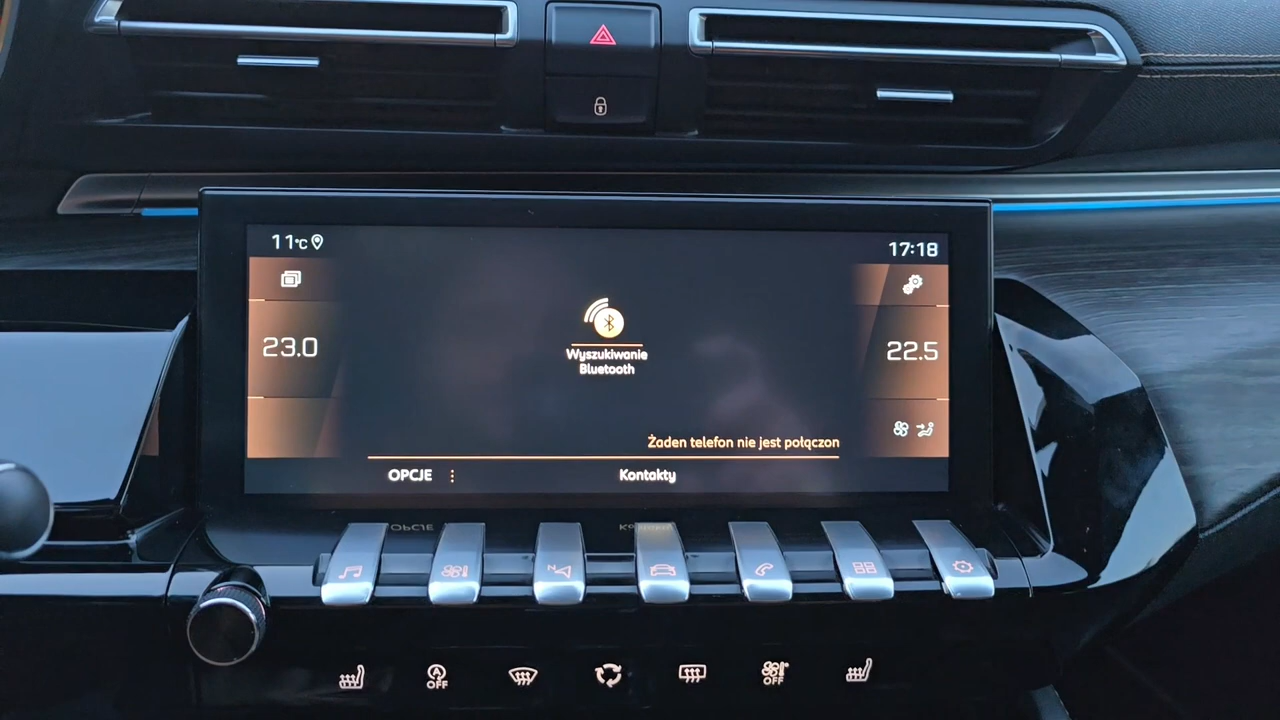 11°C
17:18
23.0
22.5
Wyszukiwanie
Bluetooth
Żaden telefon nie jest połączon
OPCJE
Kontakty
N
OFF
OFF